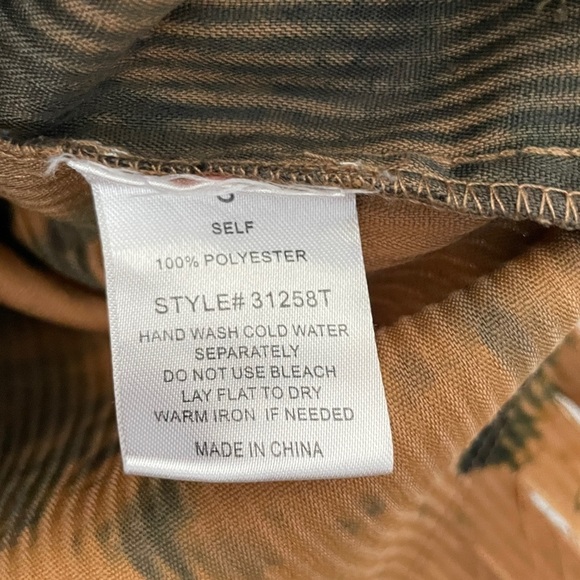 SELF
100% POLYESTER
STYLE# 31258T
HAND WASH COLD WATER
SEPARATELY
DO NOT USE BLEACH
LAY FLAT TO DRY
WARM IRON IF NEEDED
MADE IN CHINA